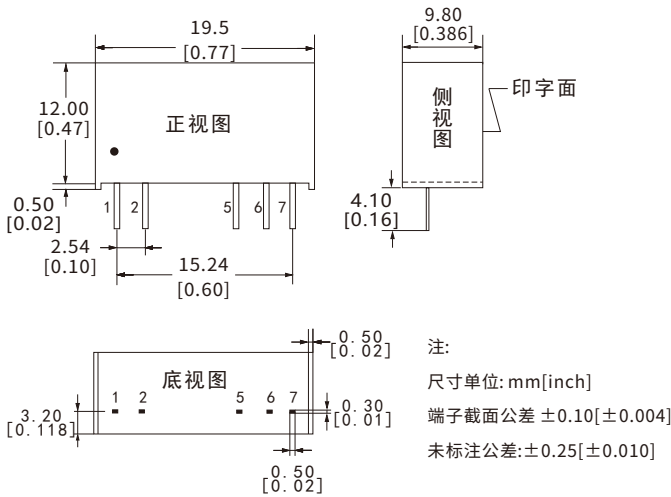 19.5
[0.77]
9.80
[0.386]
12.00
[0.47]
正视图
侧视图
印字面
0.50
[0.02]
1 2 5 6 7
4.10
[0.16]
2.54
[0.10]
15.24
[0.60]
0.50
[0.02]
底视图
1 2 5 6 7
3.20
[0.118]
0.30
[0.01]
0.50
[0.02]
注:
尺寸单位: mm[inch]
端子截面公差 ±0.10[±0.004]
未标注公差:±0.25[±0.010]